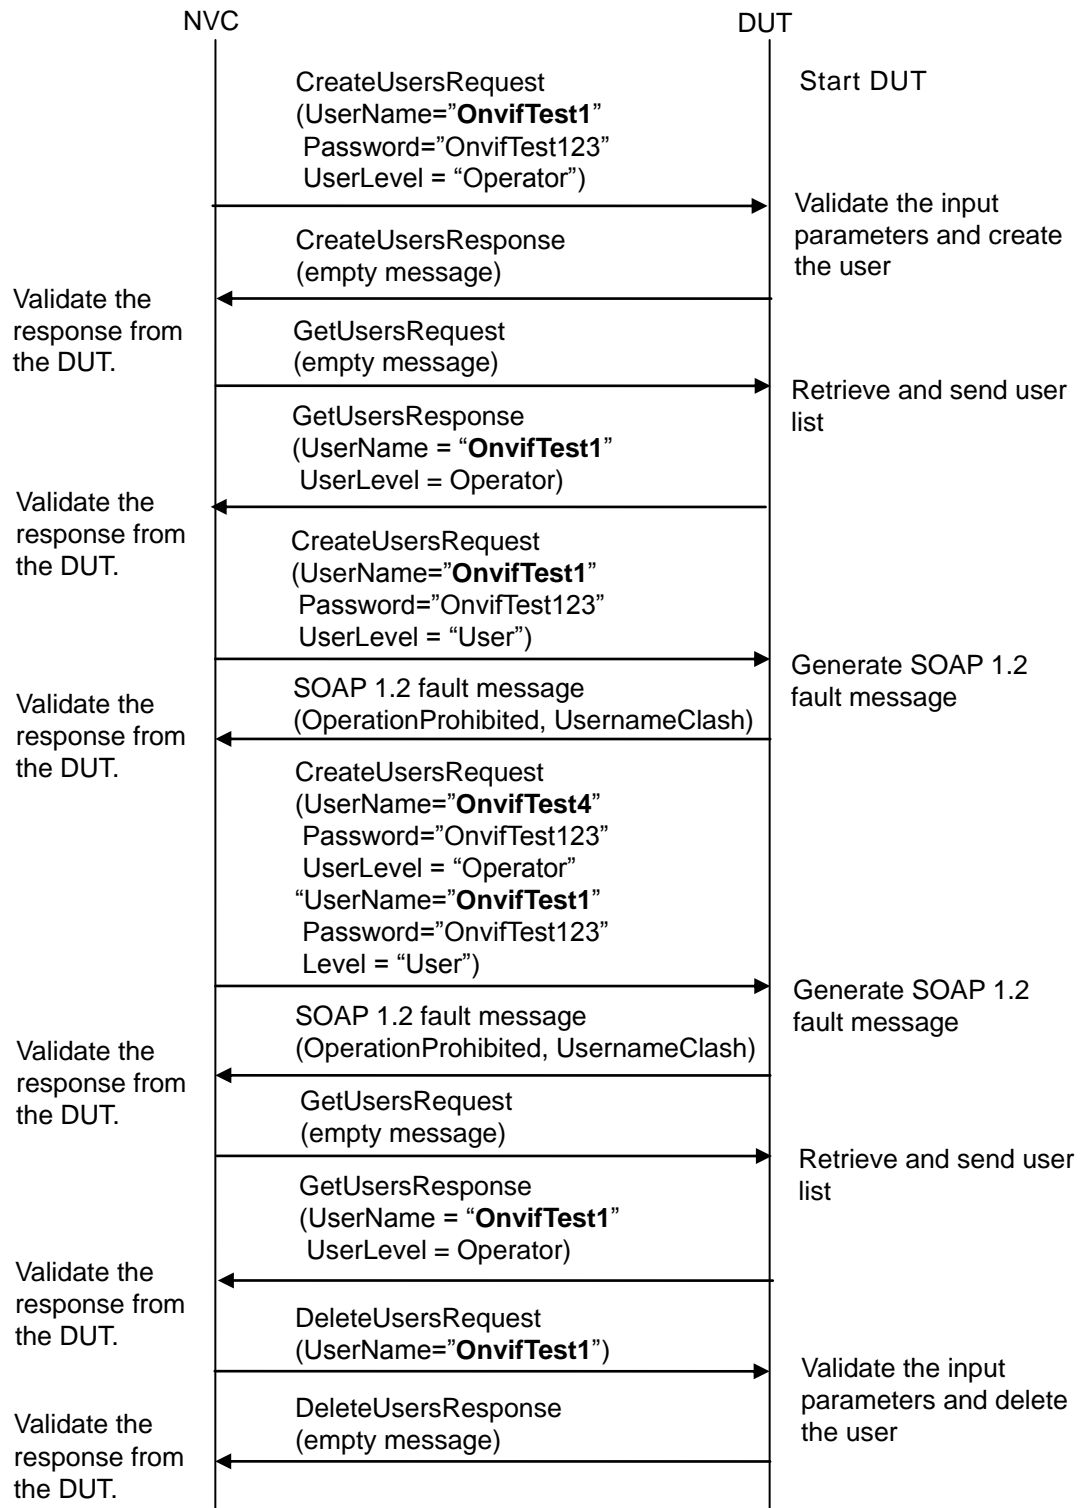 NVC
DUT
Start DUT
CreateUsersRequest
(UserName=”OnvifTest1”
Password=”OnvifTest123”
UserLevel = “Operator”)
Validate the input
parameters and create
the user
CreateUsersResponse
(empty message)
Validate the
response from
the DUT.
GetUsersRequest
(empty message)
Retrieve and send user
list
GetUsersResponse
(UserName = “OnvifTest1”
UserLevel = Operator)
Validate the
response from
the DUT.
CreateUsersRequest
(UserName=”OnvifTest1”
Password=”OnvifTest123”
UserLevel = “User”)
Generate SOAP 1.2
fault message
SOAP 1.2 fault message
(OperationProhibited, UsernameClash)
Validate the
response from
the DUT.
CreateUsersRequest
(UserName=”OnvifTest4”
Password=”OnvifTest123”
UserLevel = “Operator”
“UserName=”OnvifTest1”
Password=”OnvifTest123”
Level = “User”)
Generate SOAP 1.2
fault message
SOAP 1.2 fault message
(OperationProhibited, UsernameClash)
Validate the
response from
the DUT.
GetUsersRequest
(empty message)
Retrieve and send user
list
GetUsersResponse
(UserName = “OnvifTest1”
UserLevel = Operator)
Validate the
response from
the DUT.
DeleteUsersRequest
(UserName=”OnvifTest1”)
Validate the input
parameters and delete
the user
DeleteUsersResponse
(empty message)
Validate the
response from
the DUT.